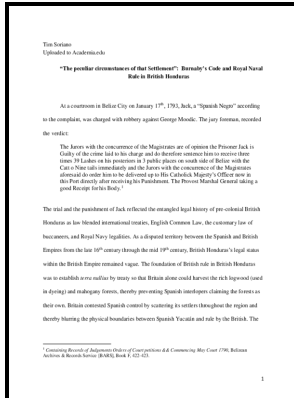 Tim Soriano
Uploaded to Academia.edu
"The peculiar circumstances of that Settlement": Burnaby's Code and Royal Naval
Rule in British Honduras
At a courtroom in Belize City on January 17th, 1793, Jack, a "Spanish Negro" according
to the complaint, was charged with robbery against George Moodie. The jury foreman, recorded
the verdict:
The Jurors with the concurrence of the Magistrates are of opinion the Prisoner Jack is
Guilty of the crime laid to his charge and do therefore sentence him to receive three
times 39 Lashes on his posteriors in 3 public places on south side of Belize with the
Catt o Nine tails immediately and the Jurors with the concurrence of the Magistrates
aforesaid do order him to be delivered up to His Catholick Majesty's Officer now in
this Port directly after receiving his Punishment. The Provost Marshal General taking a
good Receipt for his Body.1
The trial and the punishment of Jack reflected the entangled legal history of pre-colonial British
Honduras as law blended international treaties, English Common Law, the customary law of
buccaneers, and Royal Navy legalities. As a disputed territory between the Spanish and British
Empires from the late 16th century through the mid 19th century, British Honduras's legal status
within the British Empire remained vague. The foundation of British rule in British Honduras
was to establish terra nullius by treaty so that Britain alone could harvest the rich logwood (used
in dyeing) and mahogany forests, thereby preventing Spanish interlopers claiming the forests as
their own. Britain contested Spanish control by scattering its settlers throughout the region and
thereby blurring the physical boundaries between Spanish Yucatán and rule by the British. The
1 Containing Records of Judgements Orders of Court petitions && Commencing May Court 1790, Belizean
Archives & Records Service [BARS], Book F, 422-423.
1